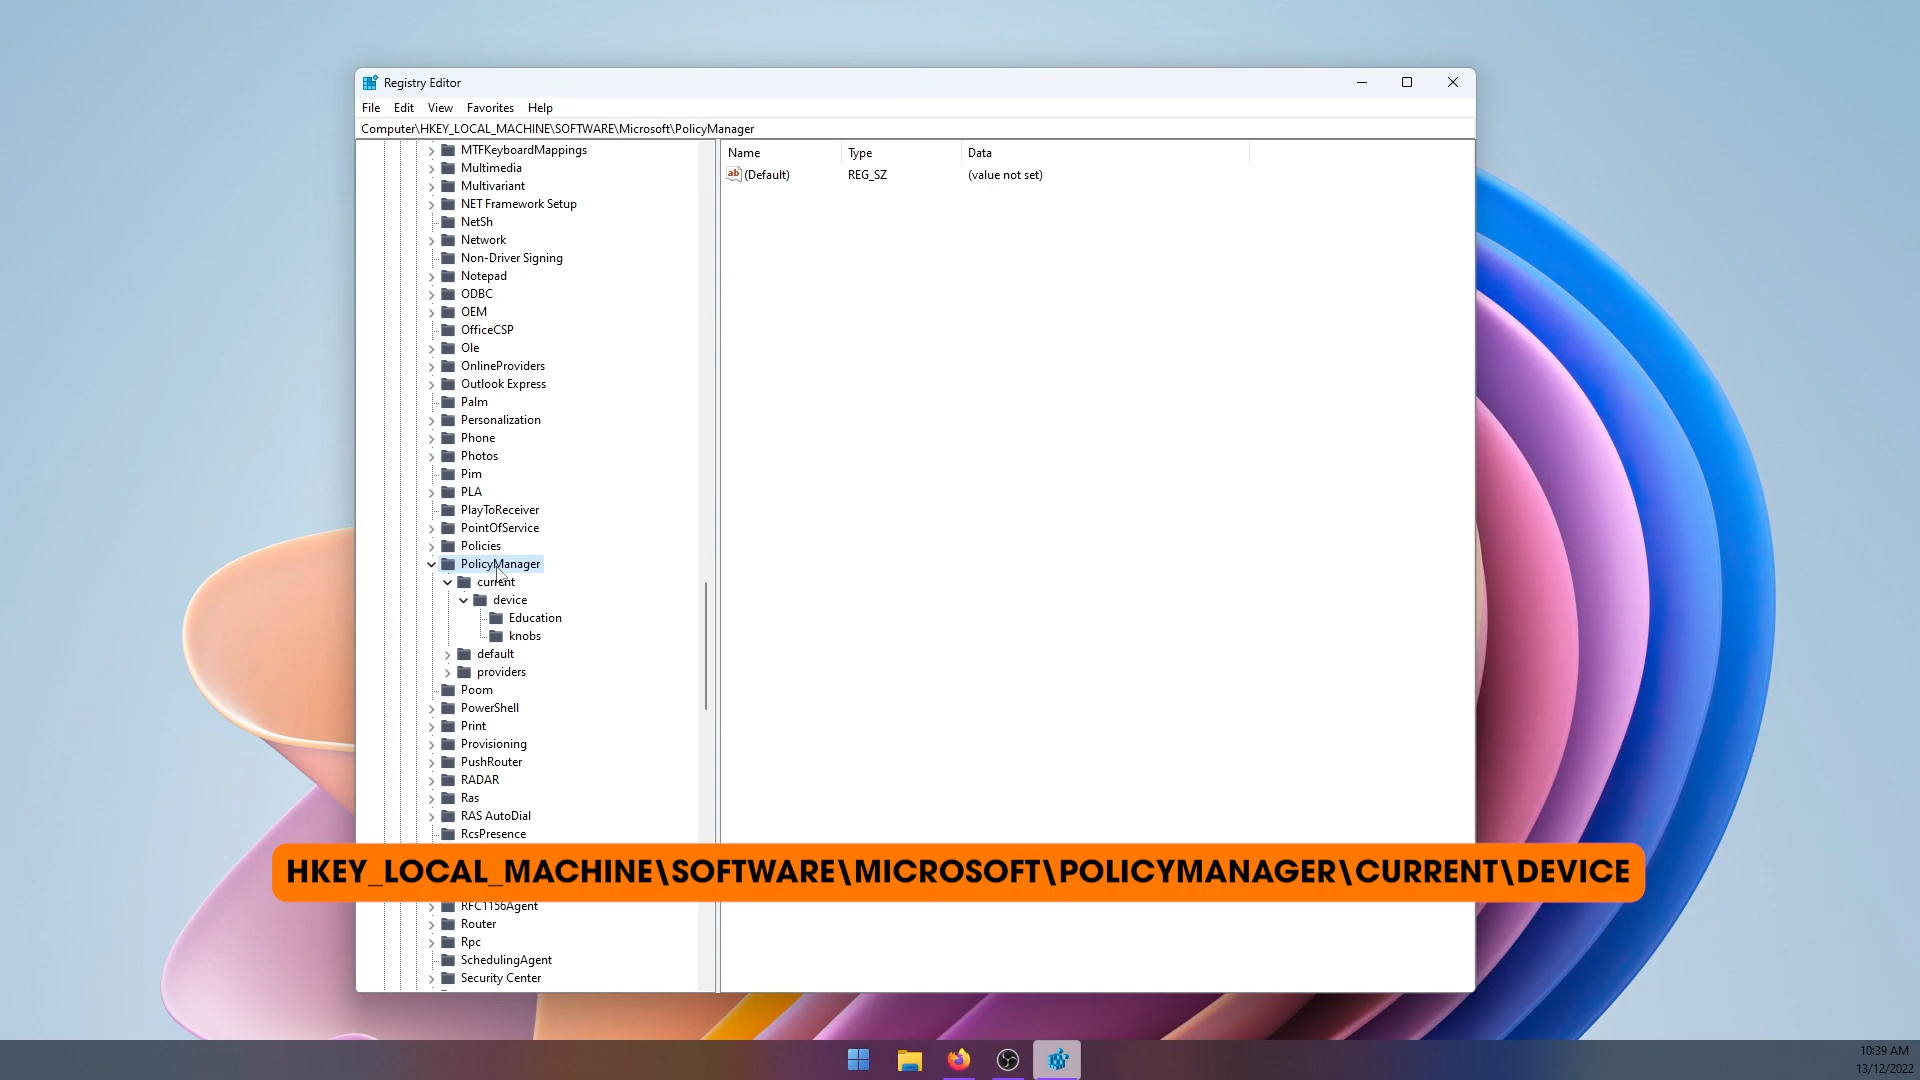 Registry Editor
File Edit View Favorites Help
Computer\HKEY_LOCAL_MACHINE\SOFTWARE\Microsoft\PolicyManager
MTFKeyboardMappings
Multimedia
Multivariant
NET Framework Setup
NetSh
Network
Non-Driver Signing
Notepad
ODBC
OEM
OfficeCSP
Ole
OnlineProviders
Outlook Express
Palm
Personalization
Phone
Photos
Pim
PLA
PlayToReceiver
PointOfService
Policies
PolicyManager
current
device
Education
knobs
default
providers
Poom
PowerShell
Print
Provisioning
PushRouter
RADAR
Ras
RAS AutoDial
RcsPresence
RFC1156Agent
Router
Rpc
SchedulingAgent
Security Center
Name Type Data
ab (Default) REG_SZ (value not set)
HKEY_LOCAL_MACHINE\SOFTWARE\MICROSOFT\POLICYMANAGER\CURRENT\DEVICE
10:39 AM
13/12/2022